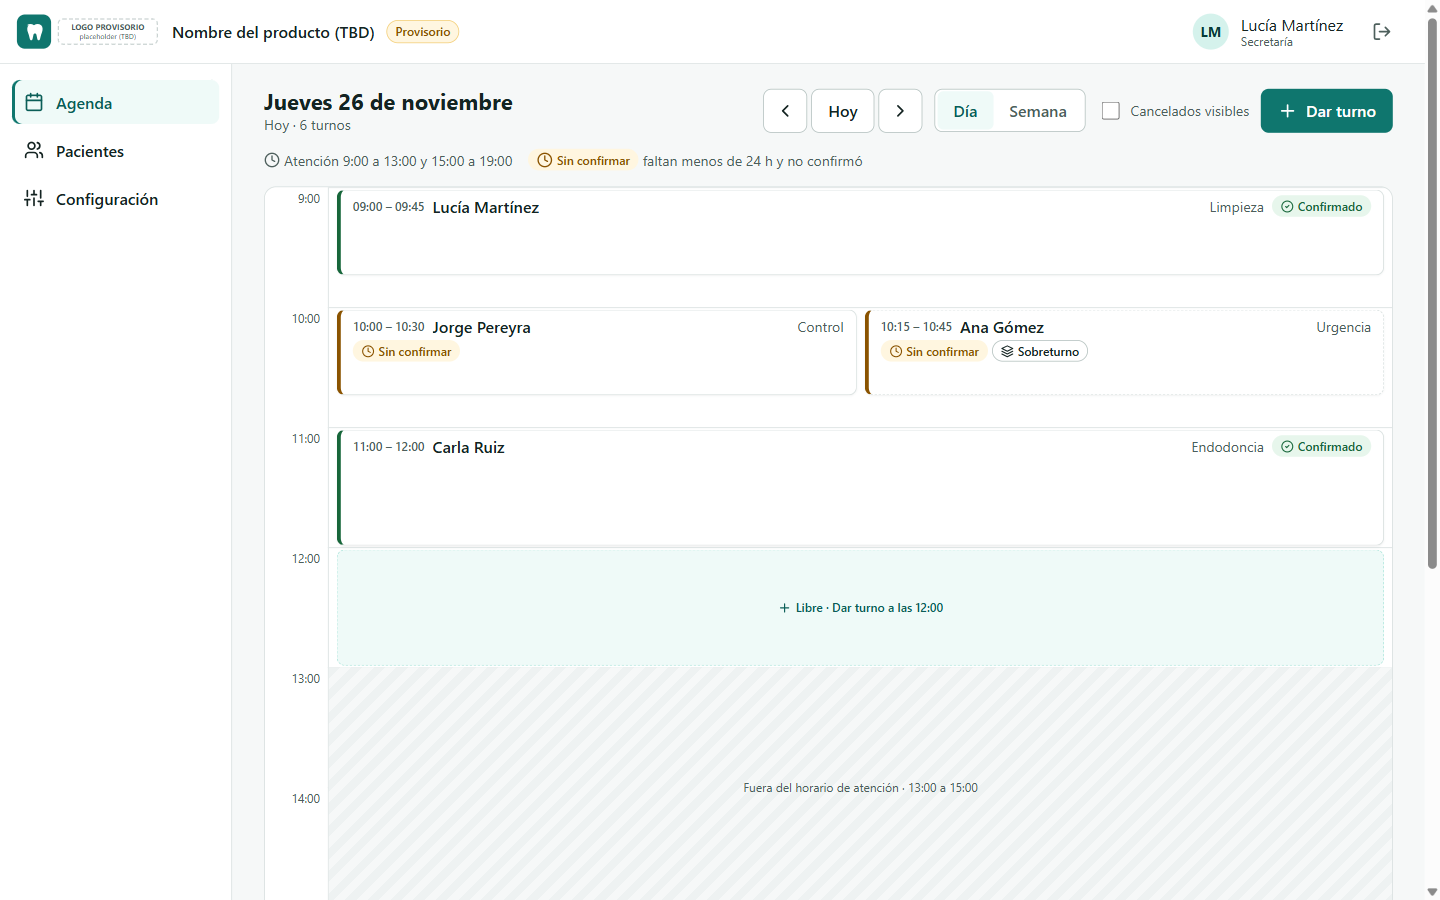 LOGO PROVISORIO
placeholder (TBD)
Nombre del producto (TBD)
Provisorio
LM
Lucía Martínez
Secretaría
Agenda
Pacientes
Configuración
Jueves 26 de noviembre
Hoy · 6 turnos
Hoy
Día
Semana
Cancelados visibles
Dar turno
Atención 9:00 a 13:00 y 15:00 a 19:00
Sin confirmar
faltan menos de 24 h y no confirmó
9:00
09:00 – 09:45 Lucía Martínez
Limpieza
Confirmado
10:00
10:00 – 10:30 Jorge Pereyra
Control
Sin confirmar
10:15 – 10:45 Ana Gómez
Urgencia
Sin confirmar
Sobreturno
11:00
11:00 – 12:00 Carla Ruiz
Endodoncia
Confirmado
12:00
Libre · Dar turno a las 12:00
13:00
Fuera del horario de atención · 13:00 a 15:00
14:00